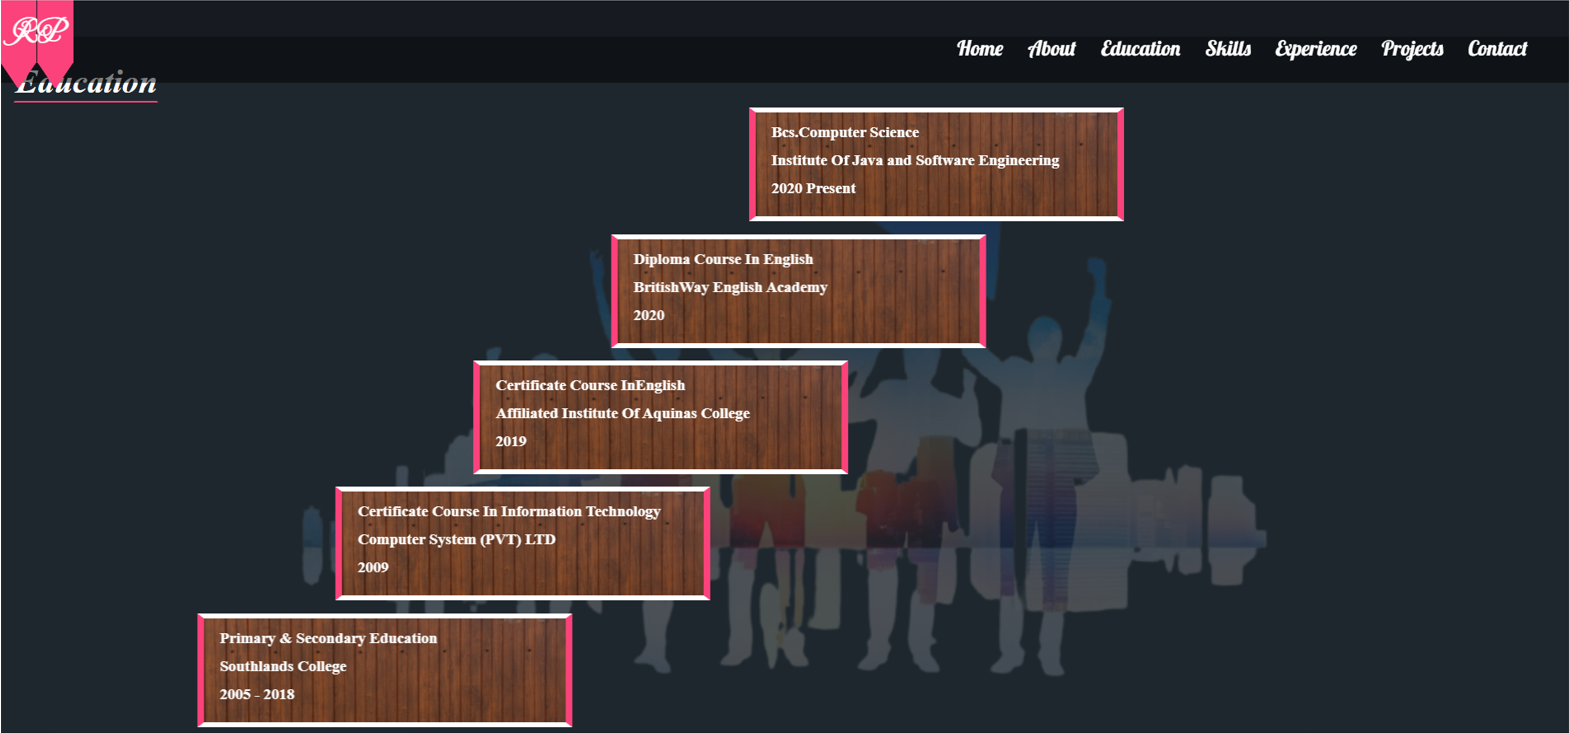 RP
Home About Education Skills Experience Projects Contact
Education
Bcs.Computer Science
Institute Of Java and Software Engineering
2020 Present
Diploma Course In English
BritishWay English Academy
2020
Certificate Course InEnglish
Affiliated Institute Of Aquinas College
2019
Certificate Course In Information Technology
Computer System (PVT) LTD
2009
Primary & Secondary Education
Southlands College
2005 - 2018